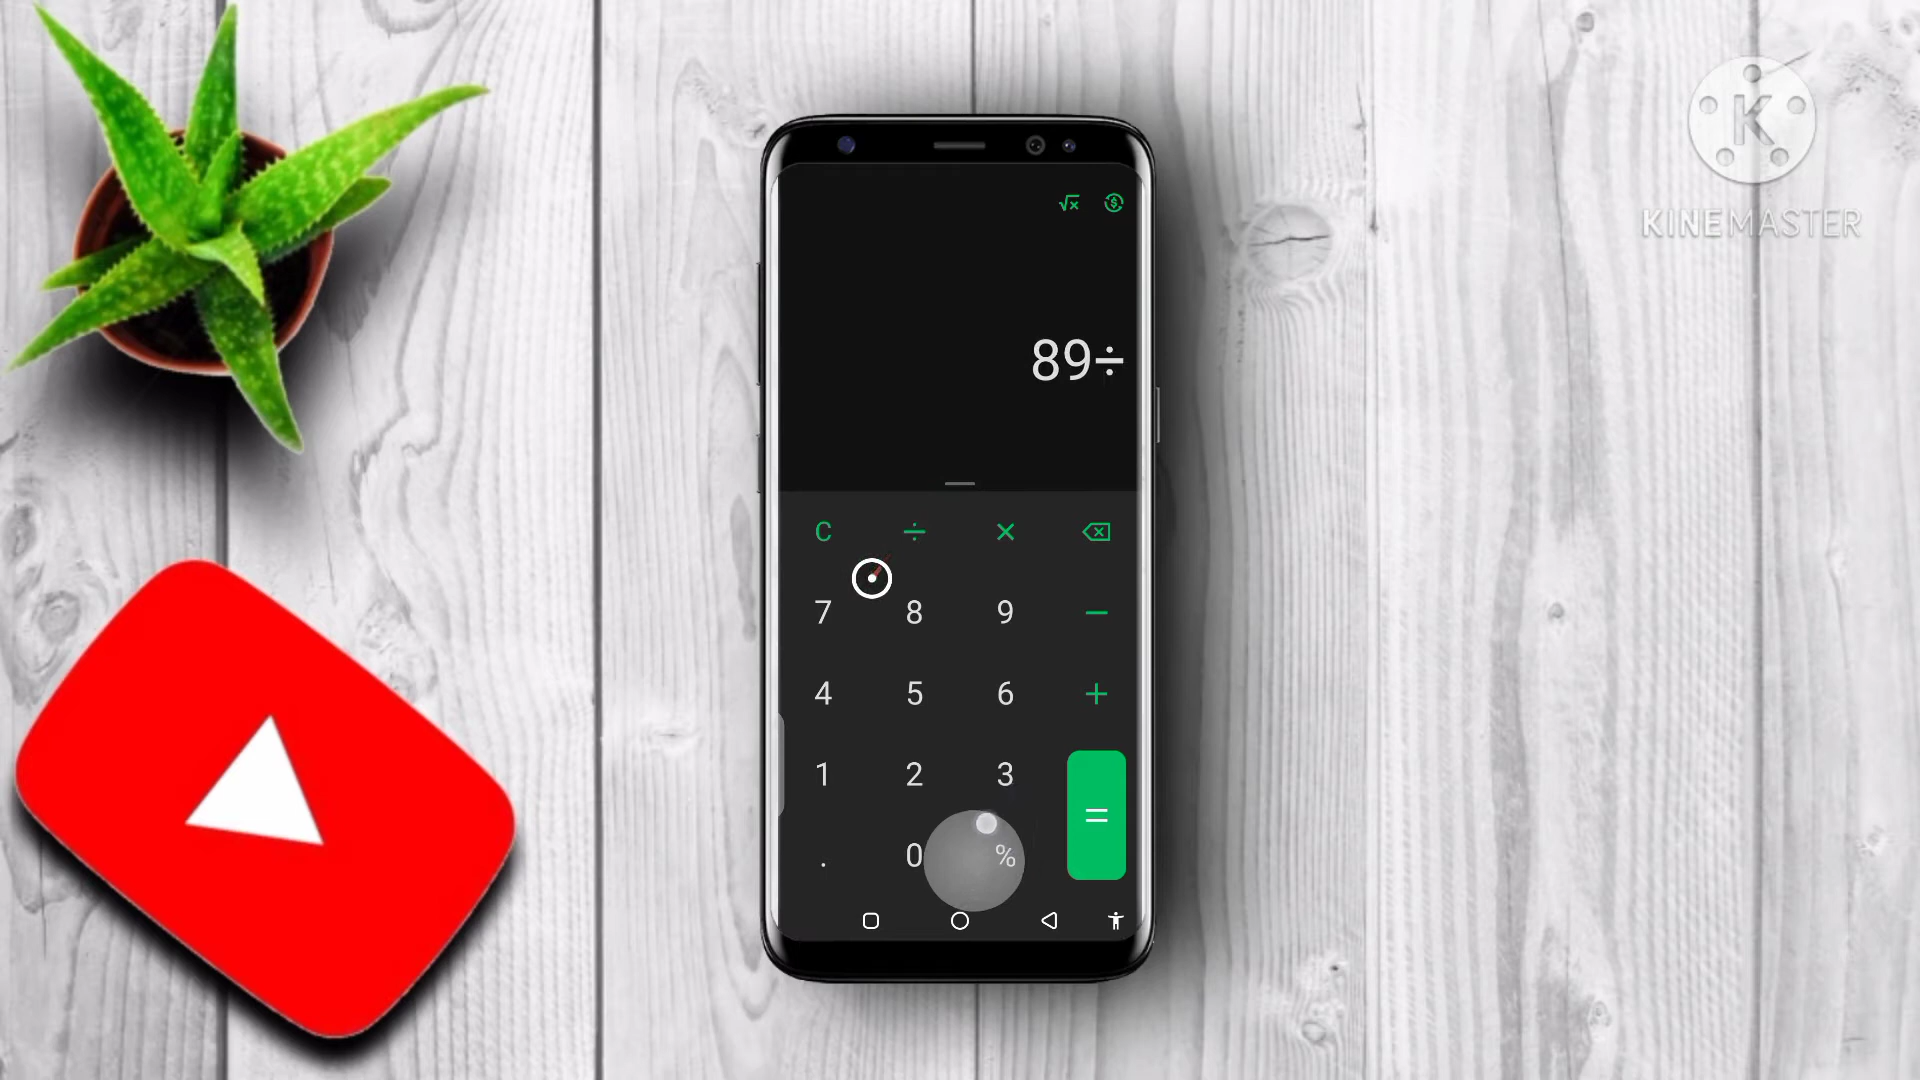 K
KINEMASTER
√x
$
89÷
C ÷ ×
7 8 9 −
4 5 6 +
1 2 3
=
. 0 %